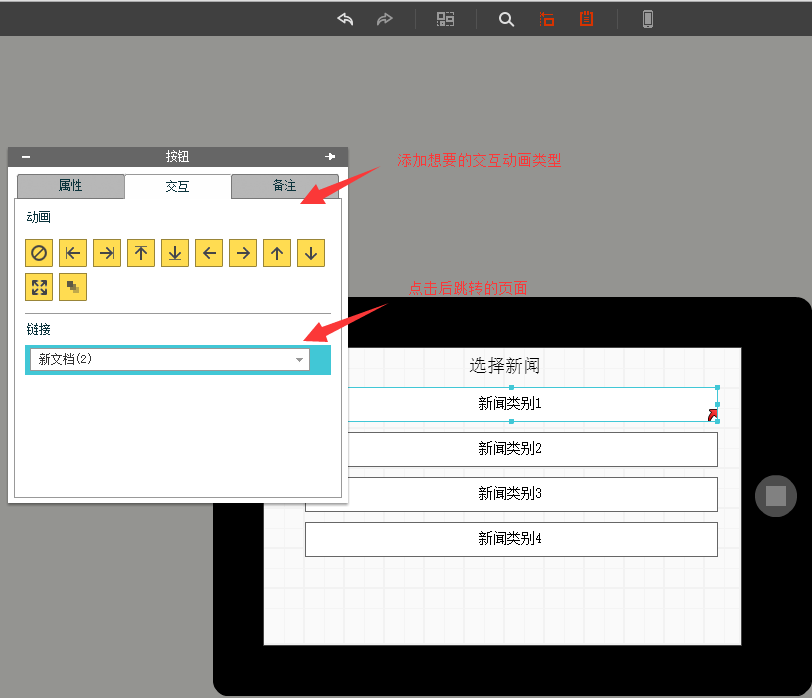 按钮
属性
交互
备注
添加想要的交互动画类型
动画
点击后跳转的页面
链接
新文档(2)
选择新闻
新闻类别1
新闻类别2
新闻类别3
新闻类别4